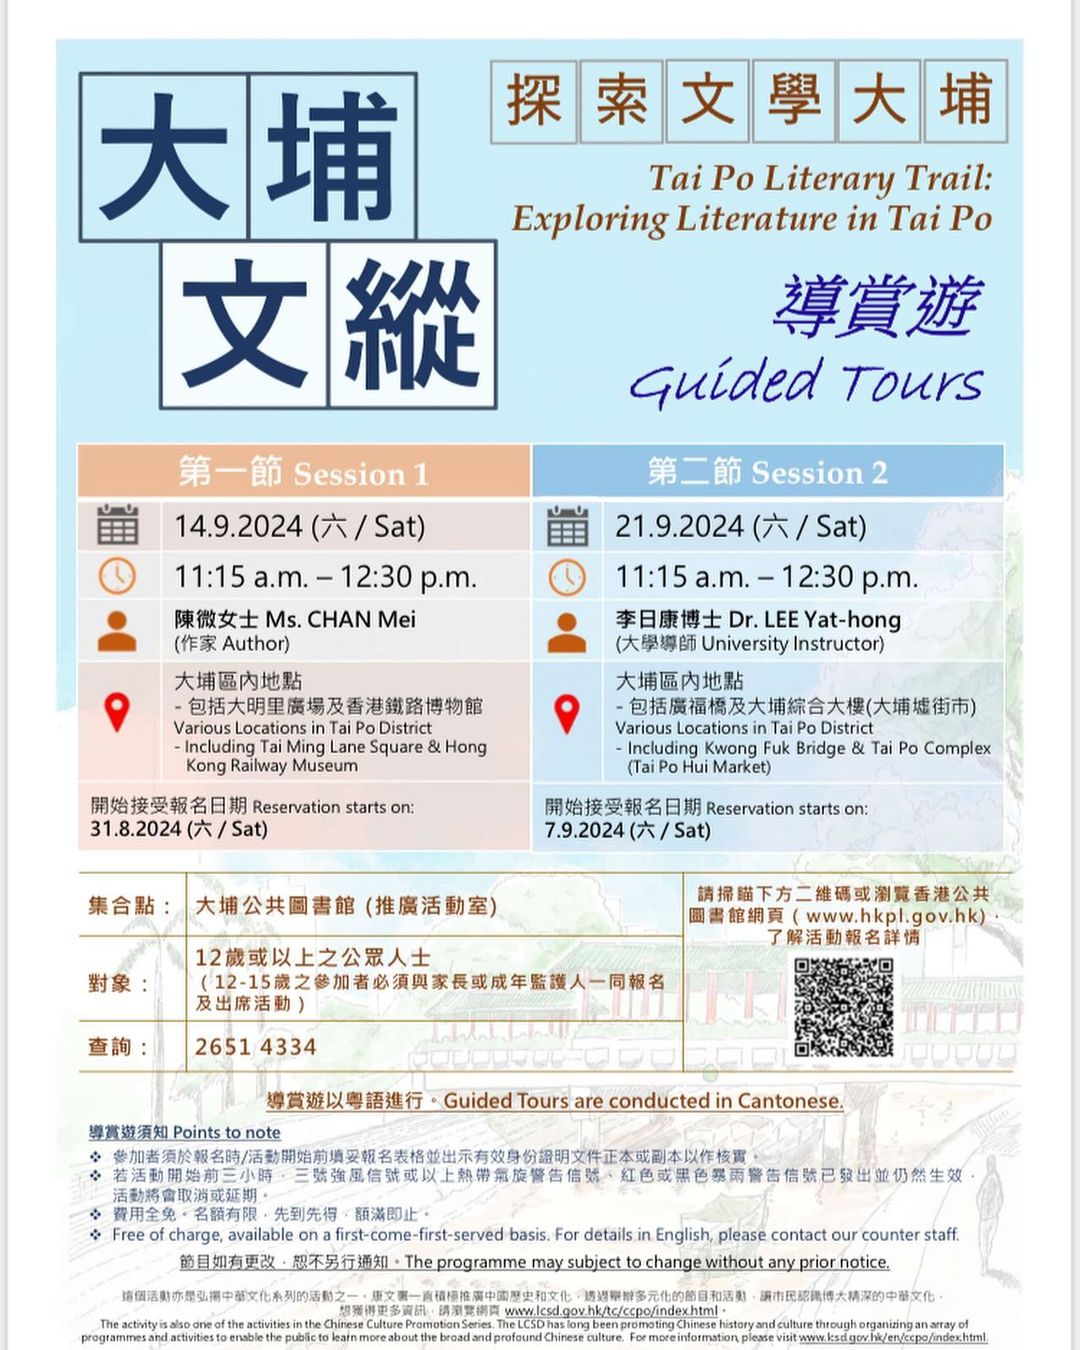 大埔
文縱
探索文學大埔
Tai Po Literary Trail:
Exploring Literature in Tai Po
導賞遊
Guided Tours
第一節 Session 1
14.9.2024 (六 / Sat)
11:15 a.m. – 12:30 p.m.
陳微女士 Ms. CHAN Mei
(作家 Author)
大埔區內地點
- 包括大明里廣場及香港鐵路博物館
Various Locations in Tai Po District
- Including Tai Ming Lane Square & Hong
Kong Railway Museum
開始接受報名日期 Reservation starts on:
31.8.2024 (六 / Sat)
第二節 Session 2
21.9.2024 (六 / Sat)
11:15 a.m. – 12:30 p.m.
李日康博士 Dr. LEE Yat-hong
(大學導師 University Instructor)
大埔區內地點
- 包括廣福橋及大埔綜合大樓(大埔墟街市)
Various Locations in Tai Po District
- Including Kwong Fuk Bridge & Tai Po Complex
(Tai Po Hui Market)
開始接受報名日期 Reservation starts on:
7.9.2024 (六 / Sat)
集合點： 大埔公共圖書館 (推廣活動室)
對象： 12歲或以上之公眾人士
（12-15歲之參加者必須與家長或成年監護人一同報名
及出席活動）
查詢： 2651 4334
請掃瞄下方二維碼或瀏覽香港公共
圖書館網頁 ( www.hkpl.gov.hk)，
了解活動報名詳情
導賞遊以粵語進行。Guided Tours are conducted in Cantonese.
導賞遊須知 Points to note
❖ 參加者須於報名時/活動開始前填妥報名表格並出示有效身份證明文件正本或副本以作核實。
❖ 若活動開始前三小時，三號強風信號或以上熱帶氣旋警告信號、紅色或黑色暴雨警告信號已發出並仍然生效，
活動將會取消或延期。
❖ 費用全免。名額有限，先到先得，額滿即止。
❖ Free of charge, available on a first-come-first-served basis. For details in English, please contact our counter staff.
節目如有更改，恕不另行通知。The programme may subject to change without any prior notice.
這個活動亦是弘揚中華文化系列的活動之一。康文署一直積極推廣中國歷史和文化，透過舉辦多元化的節目和活動，讓市民認識博大精深的中華文化。
想獲得更多資訊，請瀏覽網頁 www.lcsd.gov.hk/tc/ccpo/index.html。
The activity is also one of the activities in the Chinese Culture Promotion Series. The LCSD has long been promoting Chinese history and culture through organizing an array of
programmes and activities to enable the public to learn more about the broad and profound Chinese culture. For more information, please visit www.lcsd.gov.hk/en/ccpo/index.html.